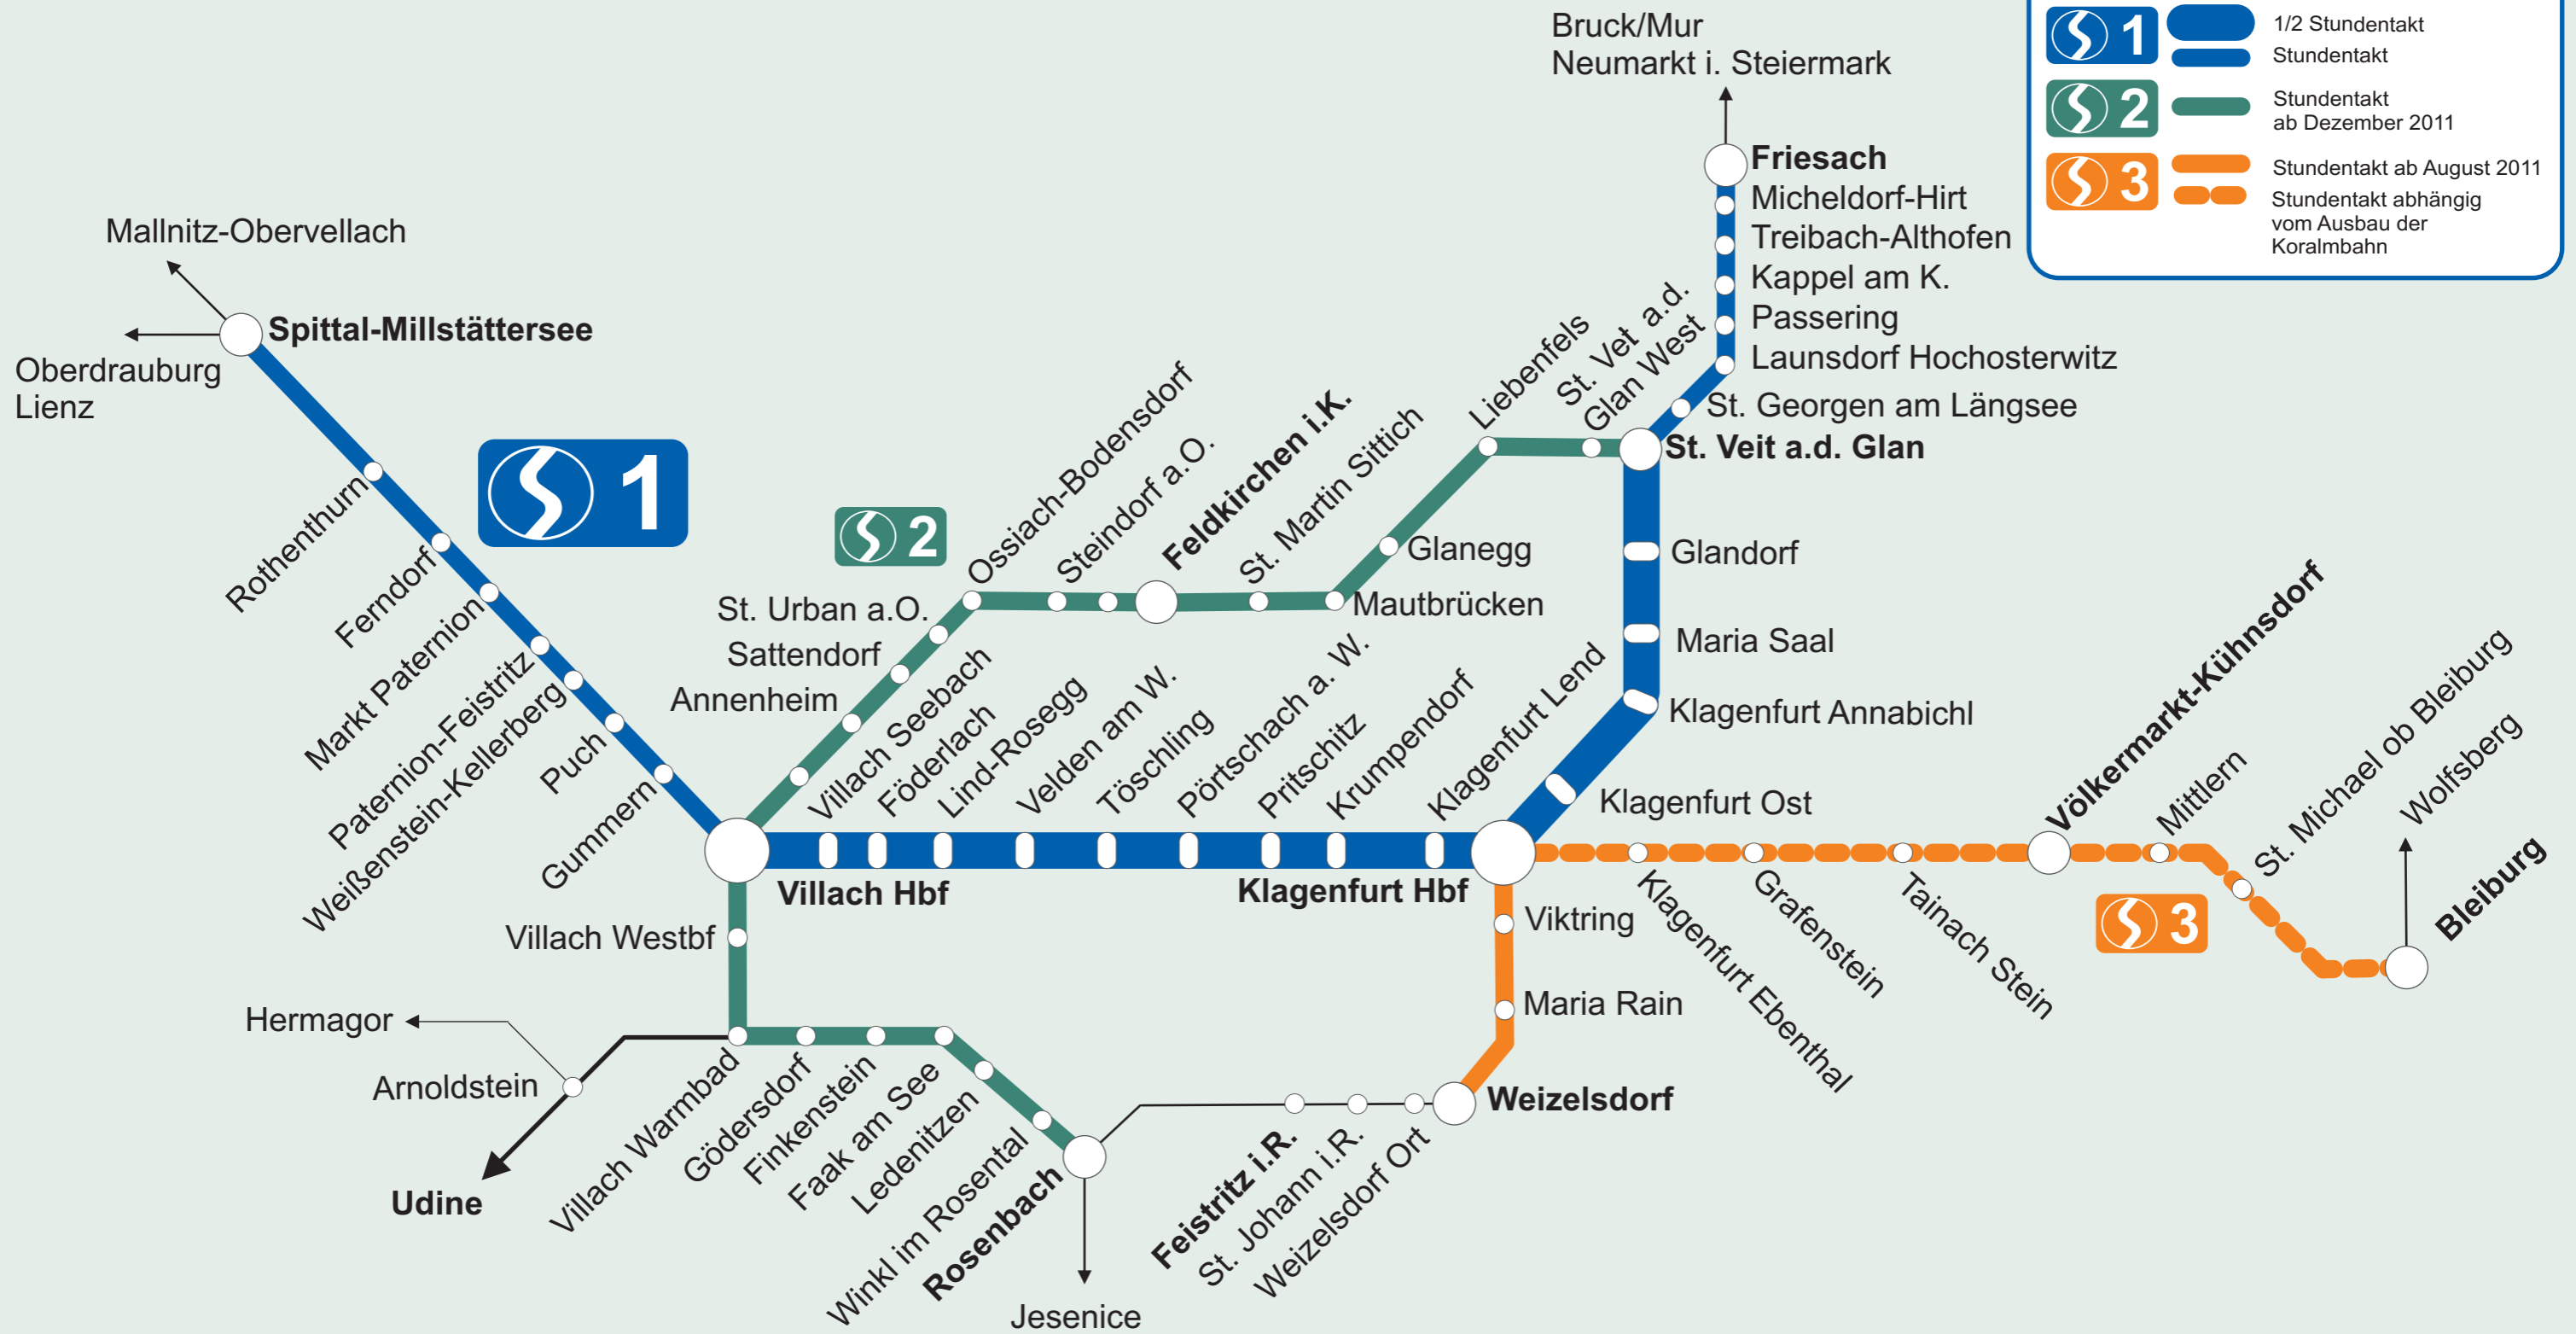 Bruck/Mur
Neumarkt i. Steiermark
1
1/2 Stundentakt
Stundentakt
2
Stundentakt
ab Dezember 2011
3
Stundentakt ab August 2011
Stundentakt abhängig
vom Ausbau der
Koralmbahn
Friesach
Micheldorf-Hirt
Treibach-Althofen
Kappel am K.
Passering
Launsdorf Hochosterwitz
St. Georgen am Längsee
St. Veit a.d. Glan
Mallnitz-Obervellach
Spittal-Millstättersee
Oberdrauburg
Lienz
1
Rothenthurn
Ferndorf
Markt Paternion
Paternion-Feistritz
Weißenstein-Kellerberg
Puch
Gummern
2
Ossiach-Bodensdorf
Steindorf a.O.
Feldkirchen i.K.
St. Martin Sittich
Liebenfels
St. Vet a.d.
Glan West
Glanegg
Mautbrücken
St. Urban a.O.
Sattendorf
Annenheim
Glandorf
Maria Saal
Klagenfurt Annabichl
Klagenfurt Ost
Villach Seebach
Föderlach
Lind-Rosegg
Velden am W.
Töschling
Pörtschach a. W.
Pritschitz
Krumpendorf
Klagenfurt Lend
Villach Hbf
Klagenfurt Hbf
Völkermarkt-Kühnsdorf
Mittlern
St. Michael ob Bleiburg
Wolfsberg
Bleiburg
3
Klagenfurt Ebenthal
Grafenstein
Tainach Stein
Viktring
Maria Rain
Weizelsdorf
Villach Westbf
Hermagor
Arnoldstein
Udine
Villach Warmbad
Gödersdorf
Finkenstein
Faak am See
Ledenitzen
Winkl im Rosental
Rosenbach
Feistritz i.R.
St. Johann i.R.
Weizelsdorf Ort
Jesenice